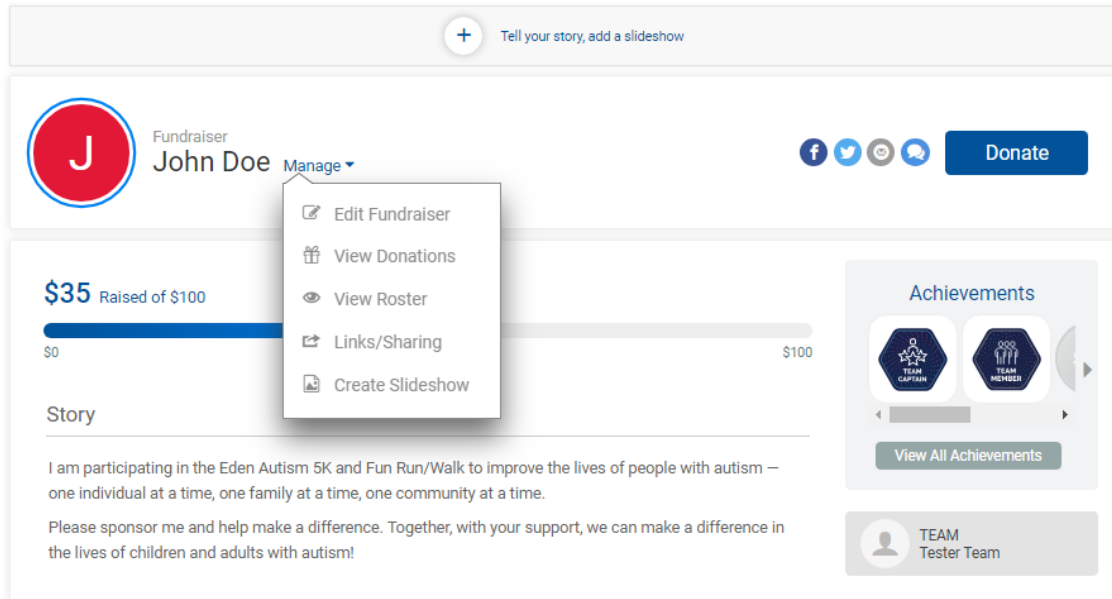 + Tell your story, add a slideshow
J
Fundraiser
John Doe Manage
Donate
Edit Fundraiser
View Donations
View Roster
Links/Sharing
Create Slideshow
$35 Raised of $100
$0
$100
Achievements
TEAM
CAPTAIN
TEAM
MEMBER
View All Achievements
Story
I am participating in the Eden Autism 5K and Fun Run/Walk to improve the lives of people with autism —
one individual at a time, one family at a time, one community at a time.
Please sponsor me and help make a difference. Together, with your support, we can make a difference in
the lives of children and adults with autism!
TEAM
Tester Team